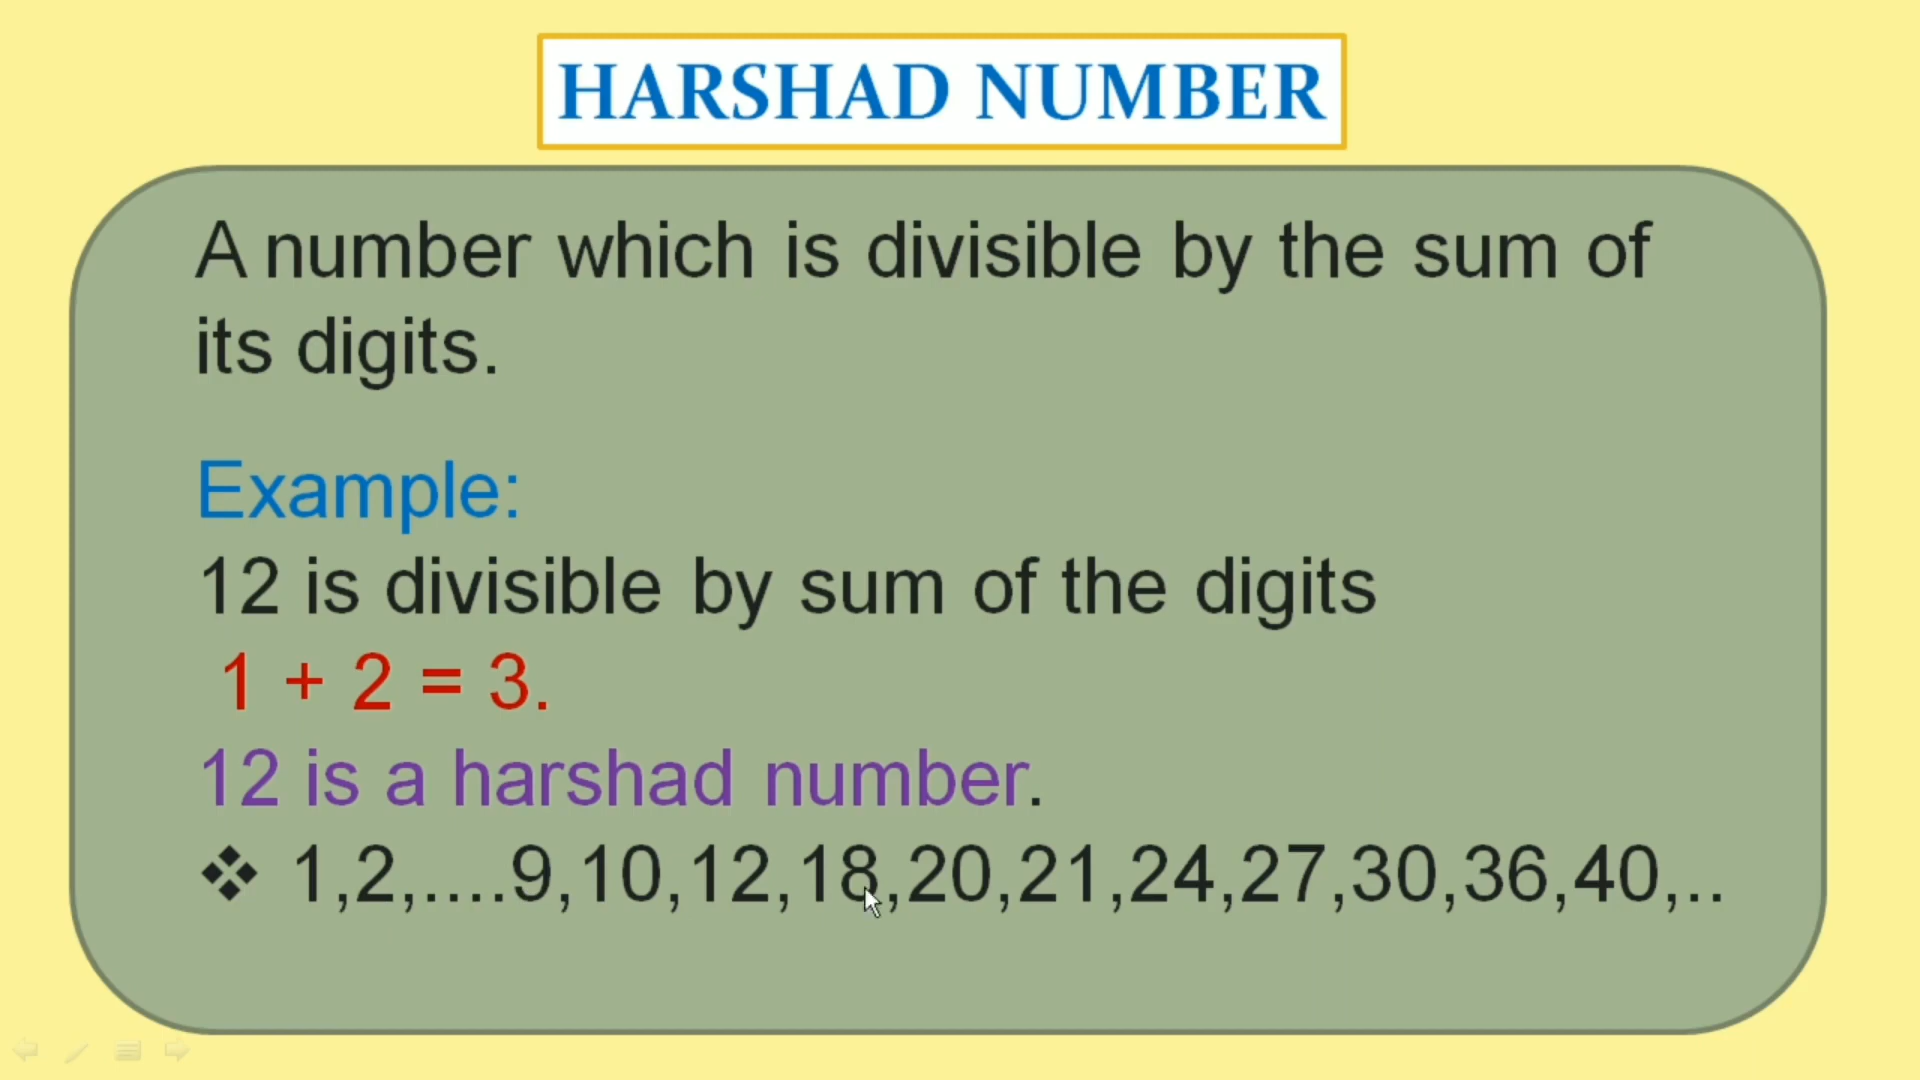 HARSHAD NUMBER
A number which is divisible by the sum of
its digits.
Example:
12 is divisible by sum of the digits
1 + 2 = 3.
12 is a harshad number.
❖ 1,2,....9,10,12,18,20,21,24,27,30,36,40,..